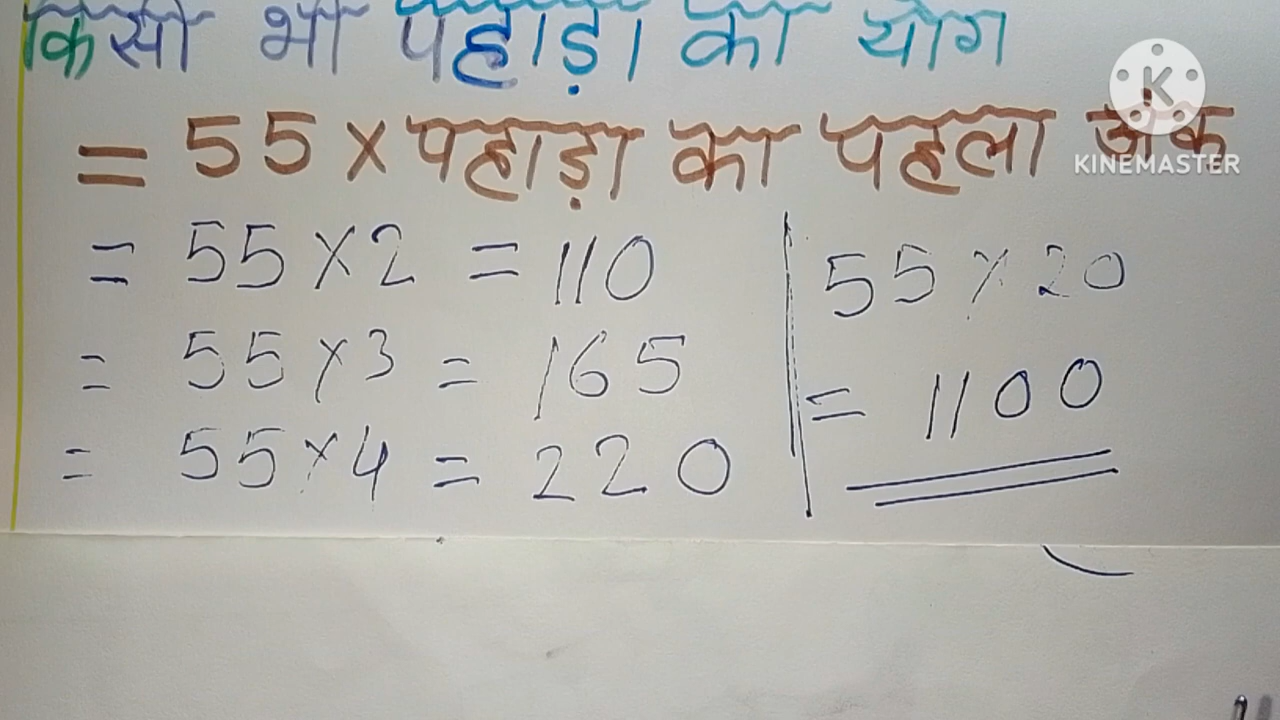 किसी भी पहाड़ा का योग
= 55 × पहाड़ा का पहला अंक
= 55 × 2 = 110
= 55 × 3 = 165
= 55 × 4 = 220
55 × 20
= 1100
K
KINEMASTER